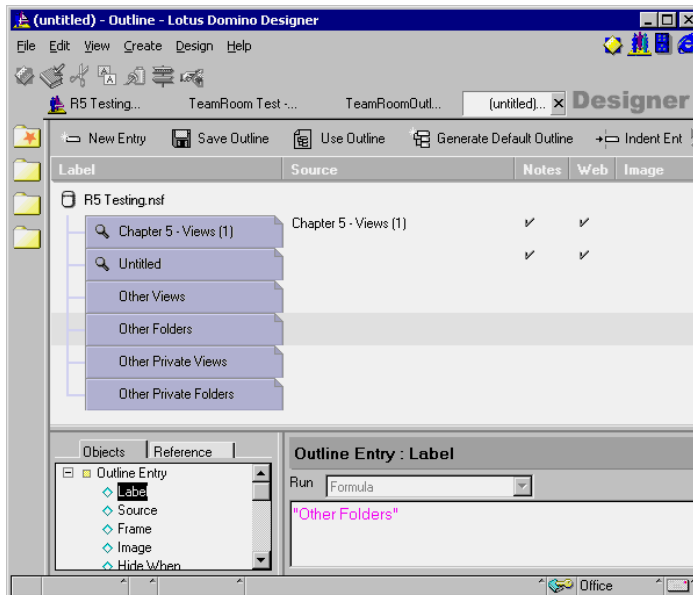 (untitled) - Outline - Lotus Domino Designer
File Edit View Create Design Help
R5 Testing... TeamRoom Test -... TeamRoomOutl... (untitled)... Designer
New Entry Save Outline Use Outline Generate Default Outline Indent Ent
Label Source Notes Web Image
R5 Testing.nsf
Chapter 5 - Views (1) Chapter 5 - Views (1)
Untitled
Other Views
Other Folders
Other Private Views
Other Private Folders
Objects Reference Outline Entry : Label
Outline Entry Run Formula
Label "Other Folders"
Source
Frame
Image
Hide When
Office